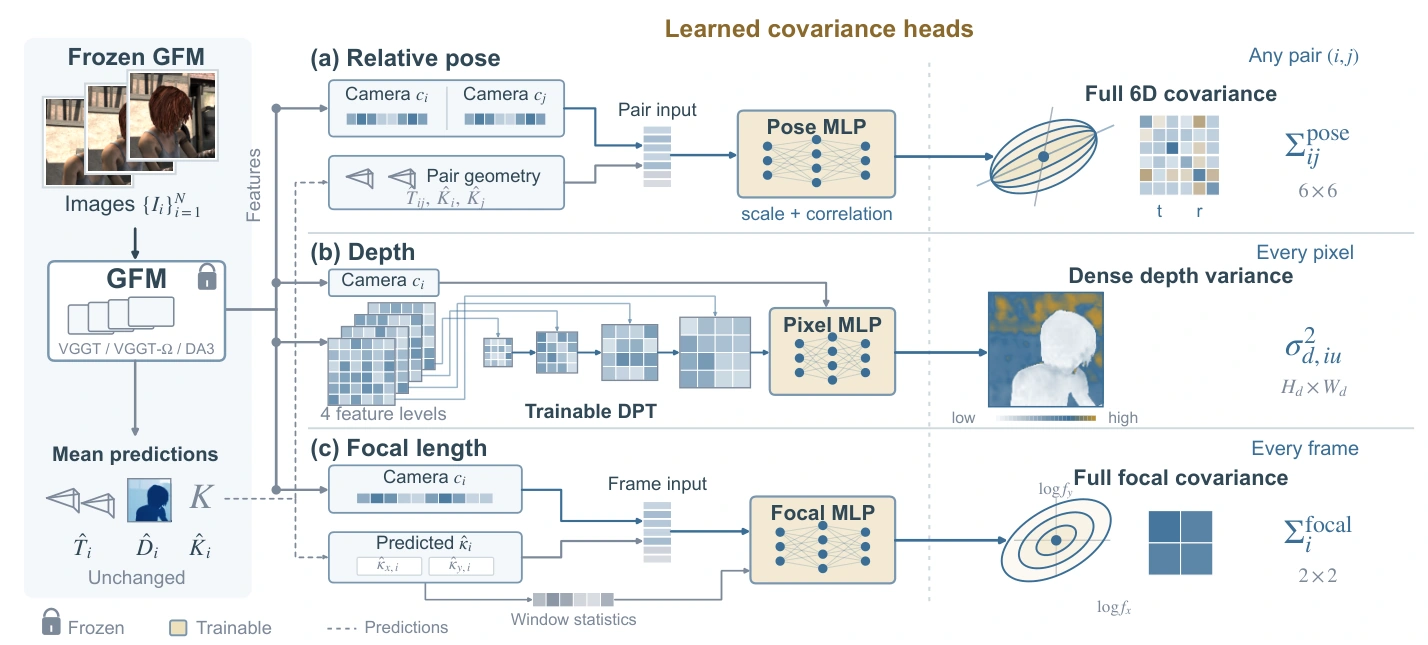 Learned covariance heads
Frozen GFM
Images {I_i}_{i=1}^N
GFM
VGGT / VGGT-Ω / DA3
Mean predictions
K
T̂_i D̂_i K̂_i
Unchanged
Features
(a) Relative pose
Any pair (i, j)
Camera c_i
Camera c_j
Pair geometry
T̂_ij, K̂_i, K̂_j
Pair input
Pose MLP
scale + correlation
Full 6D covariance
t r
Σ_ij^pose
6×6
(b) Depth
Every pixel
Camera c_i
4 feature levels
Trainable DPT
Pixel MLP
Dense depth variance
low high
σ²_{d, iu}
H_d × W_d
(c) Focal length
Every frame
Camera c_i
Predicted κ̂_i
κ̂_{x,i} κ̂_{y,i}
Frame input
Window statistics
Focal MLP
Full focal covariance
log f_y
log f_x
Σ_i^focal
2×2
Frozen
Trainable
Predictions